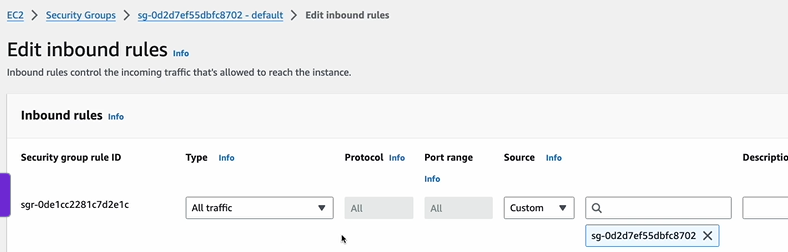 EC2 > Security Groups > sg-0d2d7ef55dbfc8702 - default > Edit inbound rules
Edit inbound rules Info
Inbound rules control the incoming traffic that's allowed to reach the instance.
Inbound rules Info
Security group rule ID Type Info Protocol Info Port range Info Source Info Descriptio
sgr-0de1cc2281c7d2e1c All traffic All All Custom
sg-0d2d7ef55dbfc8702